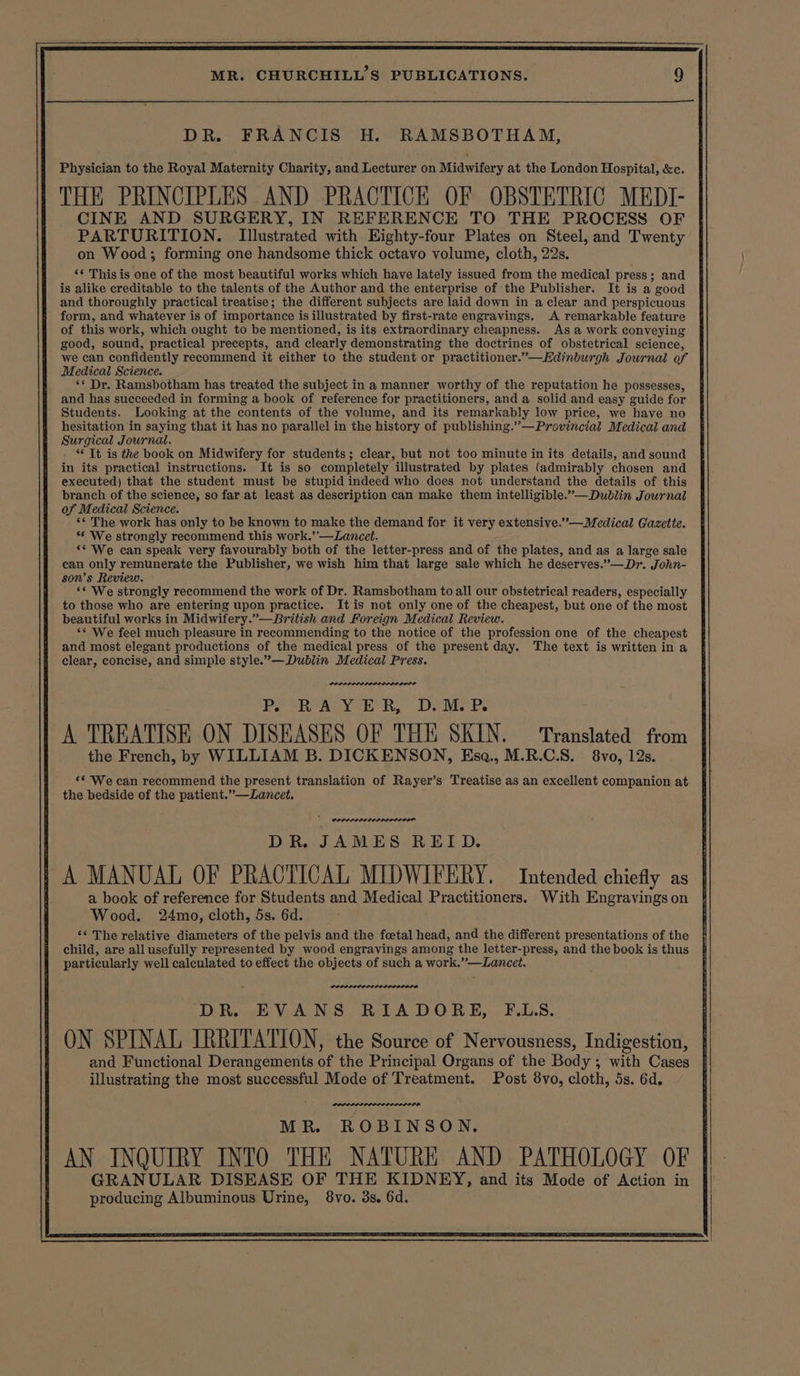 MR. CHURCHILL'S PUBLICATIONS. 9
DR. FRANCIS H. RAMSBOTHAM,
Physician to the Royal Maternity Charity, and Lecturer on Midwifery at the London Hospital, &c.
THE PRINCIPLES AND PRACTICE OF OBSTETRIC MEDI-
CINE AND SURGERY, IN REFERENCE TO THE PROCESS OF
PARTURITION. Illustrated with Eighty-four Plates on Steel, and Twenty
on Wood; forming one handsome thick octavo volume, cloth, 22s.
“This is one of the most beautiful works which have lately issued from the medical press; and
is alike creditable to the talents of the Author and the enterprise of the Publisher. It is a good
and thoroughly practical treatise; the different subjects are laid down in a clear and perspicuous
form, and whatever is of importance is illustrated by first-rate engravings. A remarkable feature
of this work, which ought to be mentioned, is its extraordinary cheapness. As a work conveying
good, sound, practical precepts, and clearly demonstrating the doctrines of obstetrical science,
we can confidently recommend it either to the student or practitioner.”—Edinburgh Journal of
Medical Science.
“Dr. Ramsbotham has treated the subject in a manner worthy of the reputation he possesses,
and has succeeded in forming a book of reference for practitioners, and a solid and easy guide for
Students. Looking at the contents of the volume, and its remarkably low price, we have no
hesitation in saying that it has no parallel in the history of publishing.”—Provincial Medical and
Surgical Journal.
“It is the book on Midwifery for students; clear, but not too minute in its details, and sound
in its practical instructions. It is so completely illustrated by plates (admirably chosen and
executed) that the student must be stupid indeed who does not understand the details of this
branch of the science, so far at least as description can make them intelligible.”—Dublin Journal
of Medical Science.
“The work has only to be known to make the demand for it very extensive.”—Medical Gazette.
“We strongly recommend this work.”—Lancet.
“We can speak very favourably both of the letter-press and of the plates, and as a large sale
can only remunerate the Publisher, we wish him that large sale which he deserves.”—Dr. John-
son's Review.
“We strongly recommend the work of Dr. Ramsbotham to all our obstetrical readers, especially
to those who are entering upon practice. It is not only one of the cheapest, but one of the most
beautiful works in Midwifery.”—British and Foreign Medical Review.
“We feel much pleasure in recommending to the notice of the profession one of the cheapest
and most elegant productions of the medical press of the present day. The text is written in a
clear, concise, and simple style.”—Dublin Medical Press.
P. RAYER, D.M.P.
A TREATISE ON DISEASES OF THE SKIN. Translated from
the French, by WILLIAM B. DICKENSON, Esq., M.R.C.S. 8vo, 12s.
“We can recommend the present translation of Rayer's Treatise as an excellent companion at
the bedside of the patient.”—Lancet.
DR. JAMES REID.
A MANUAL OF PRACTICAL MIDWIFERY. Intended chiefly as
a book of reference for Students and Medical Practitioners. With Engravings on
Wood. 24mo, cloth, 5s. 6d.
“The relative diameters of the pelvis and the fœtal head, and the different presentations of the
child, are all usefully represented by wood engravings among the letter-press, and the book is thus
particularly well calculated to effect the objects of such a work.”—Lancet.
DR. EVANS RIADORE, F.L.S.
ON SPINAL IRRITATION, the Source of Nervousness, Indigestion,
and Functional Derangements of the Principal Organs of the Body; with Cases
illustrating the most successful Mode of Treatment. Post 8vo, cloth, 5s. 6d.
MR. ROBINSON.
AN INQUIRY INTO THE NATURE AND PATHOLOGY OF
GRANULAR DISEASE OF THE KIDNEY, and its Mode of Action in
producing Albuminous Urine, 8vo. 3s. 6d.